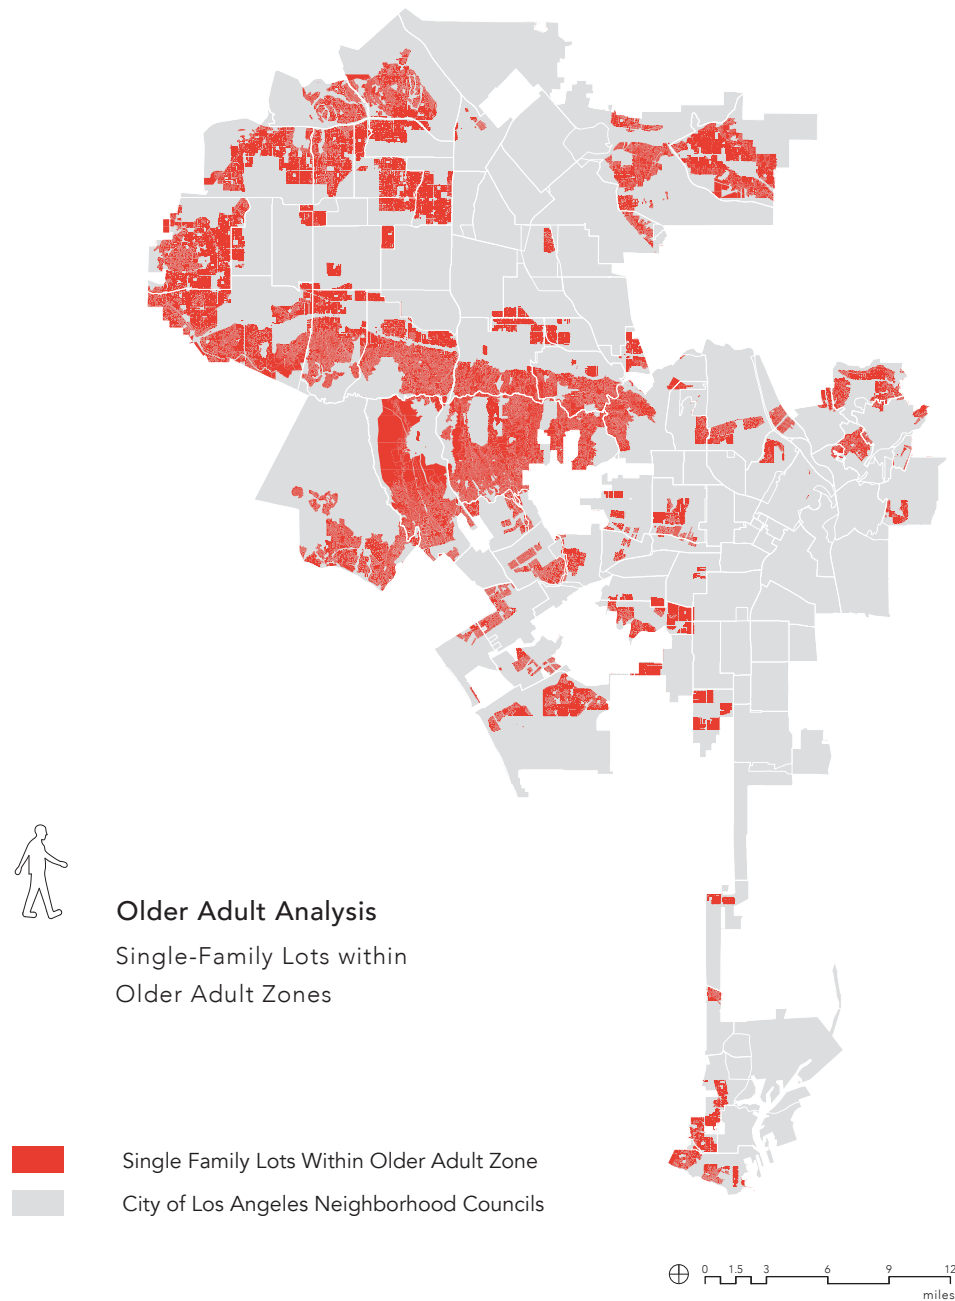 Older Adult Analysis
Single-Family Lots within
Older Adult Zones
Single Family Lots Within Older Adult Zone
City of Los Angeles Neighborhood Councils
0 1.5 3 6 9 12
miles